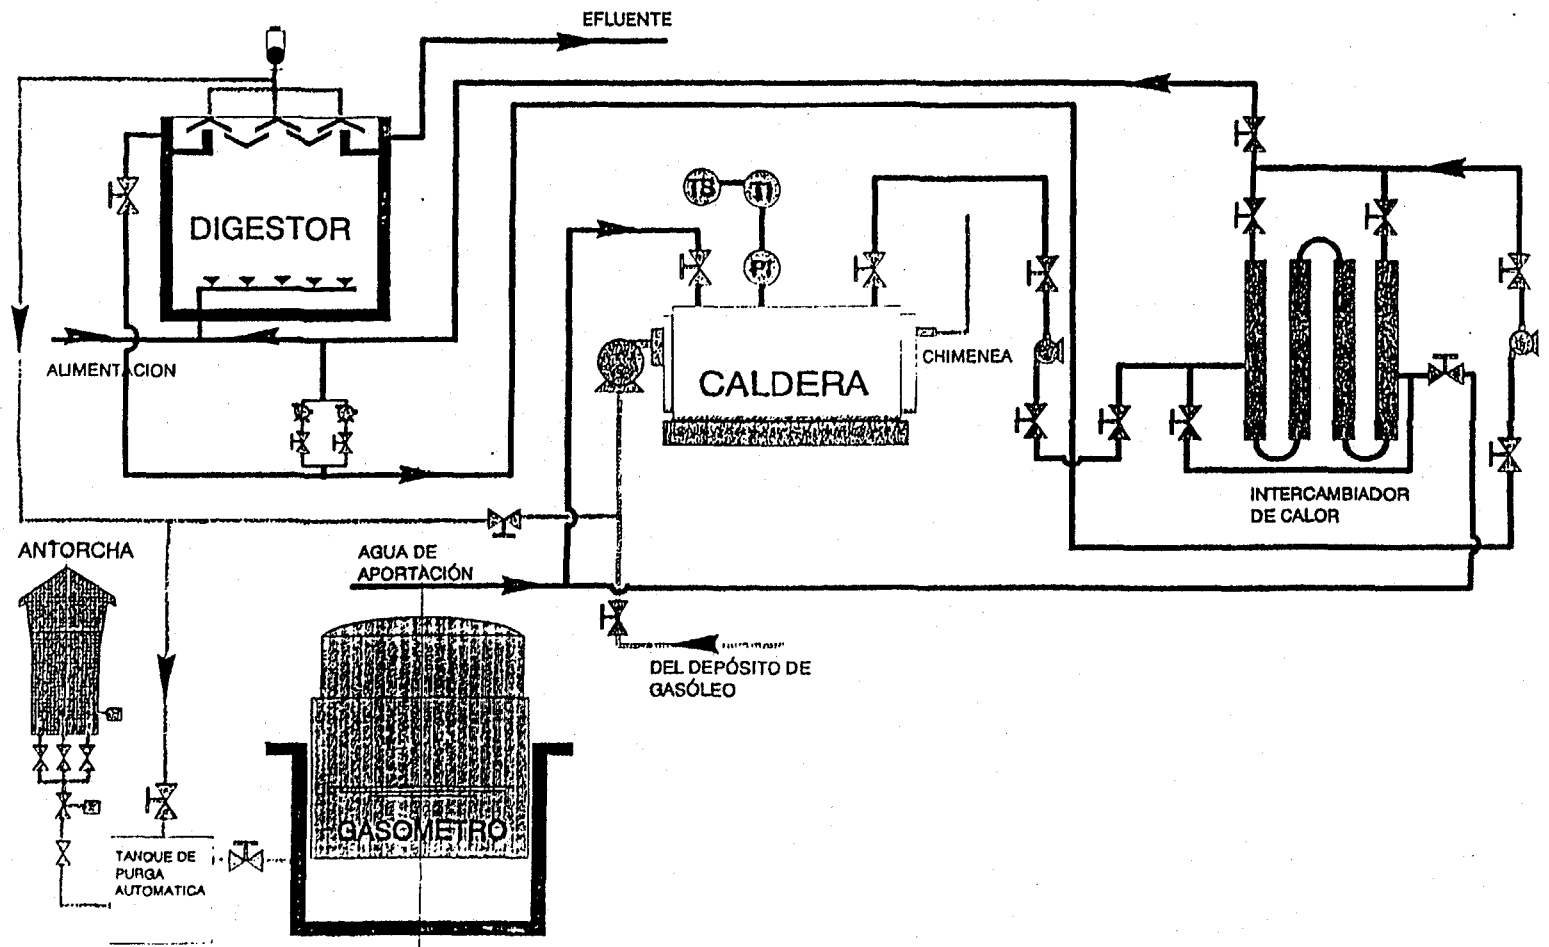 EFLUENTE
DIGESTOR
TS
TI
PI
CALDERA
CHIMENEA
ALIMENTACION
INTERCAMBIADOR
DE CALOR
ANTORCHA
AGUA DE
APORTACIÓN
DEL DEPÓSITO DE
GASÓLEO
GASOMETRO
TANQUE DE
PURGA
AUTOMATICA